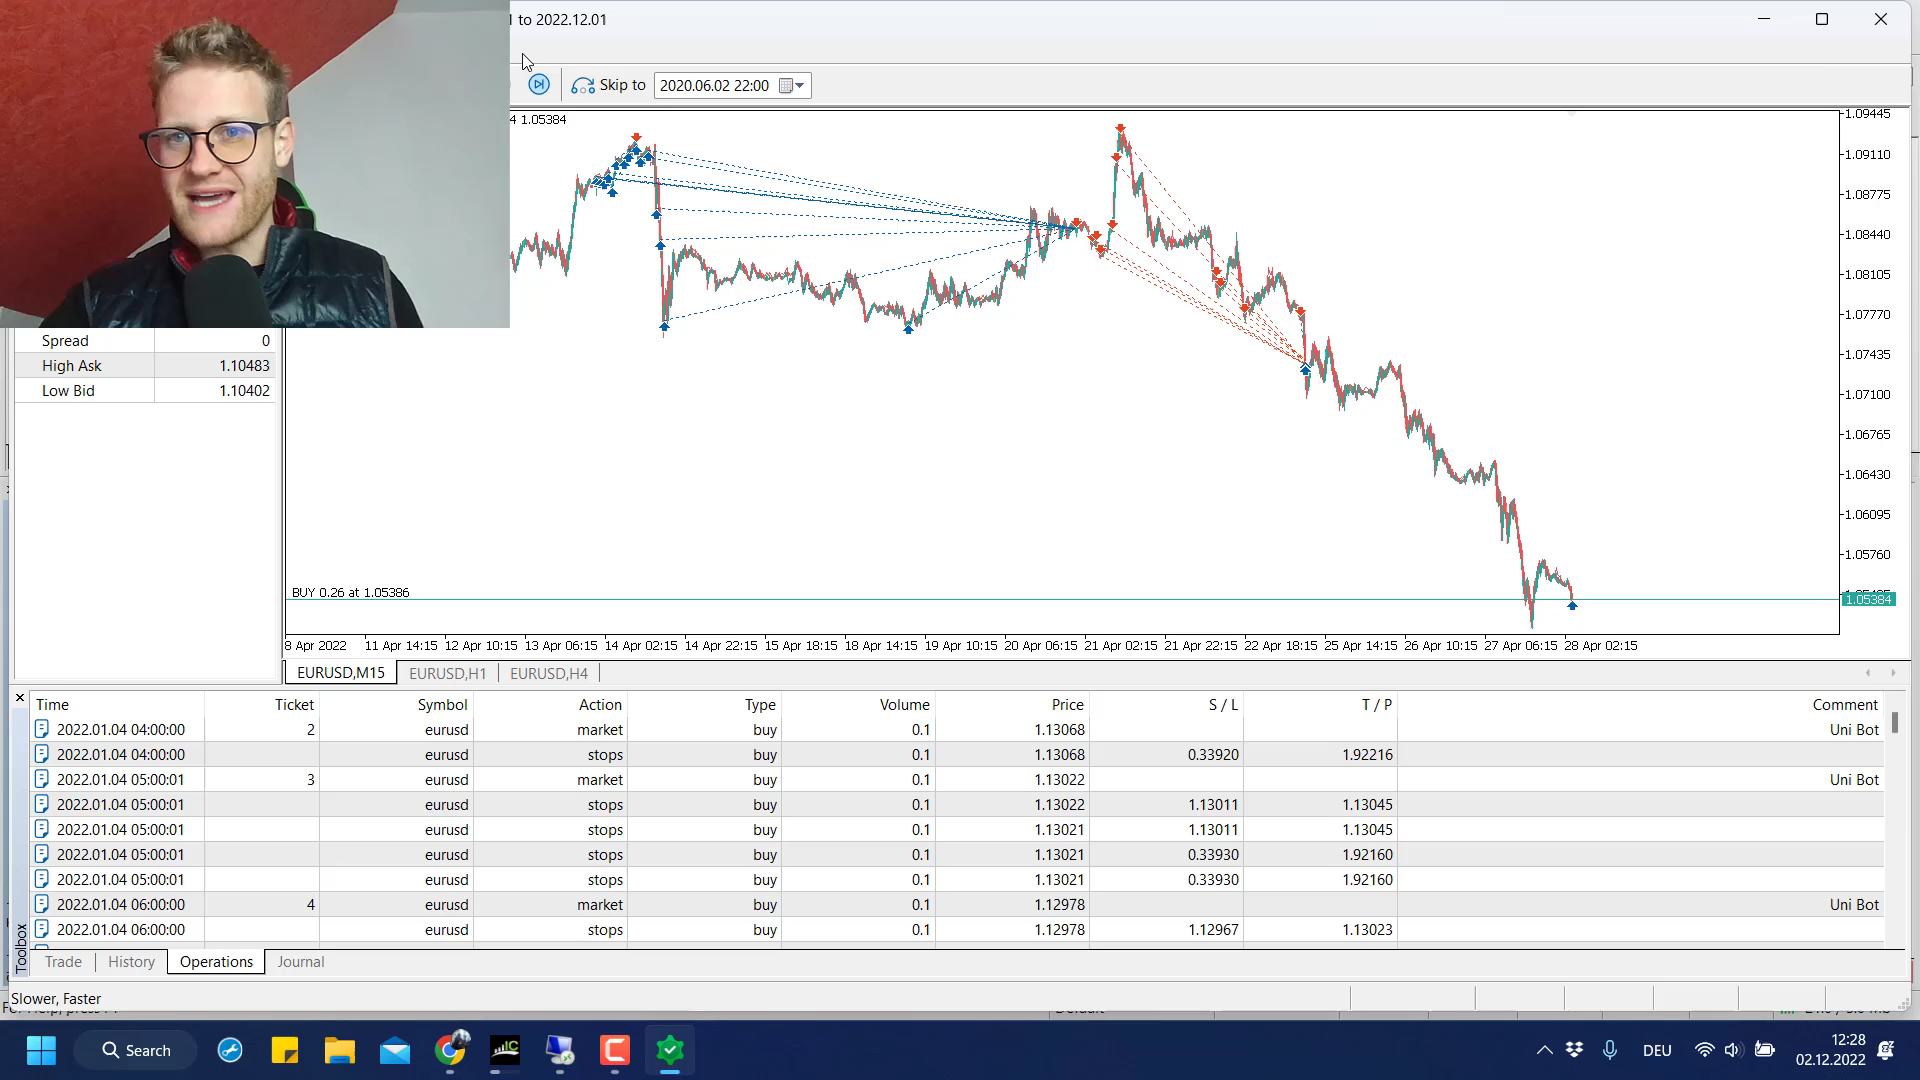 1 to 2022.12.01
Skip to 2020.06.02 22:00
4 1.05384
1.09445
1.09110
1.08775
1.08440
1.08105
1.07770
1.07435
1.07100
1.06765
1.06430
1.06095
1.05760
1.05384
Spread 0
High Ask 1.10483
Low Bid 1.10402
BUY 0.26 at 1.05386
8 Apr 2022 11 Apr 14:15 12 Apr 10:15 13 Apr 06:15 14 Apr 02:15 14 Apr 22:15 15 Apr 18:15 18 Apr 14:15 19 Apr 10:15 20 Apr 06:15 21 Apr 02:15 21 Apr 22:15 22 Apr 18:15 25 Apr 14:15 26 Apr 10:15 27 Apr 06:15 28 Apr 02:15
EURUSD,M15 EURUSD,H1 EURUSD,H4
Time Ticket Symbol Action Type Volume Price S / L T / P Comment
2022.01.04 04:00:00 2 eurusd market buy 0.1 1.13068 Uni Bot
2022.01.04 04:00:00 eurusd stops buy 0.1 1.13068 0.33920 1.92216
2022.01.04 05:00:01 3 eurusd market buy 0.1 1.13022 Uni Bot
2022.01.04 05:00:01 eurusd stops buy 0.1 1.13022 1.13011 1.13045
2022.01.04 05:00:01 eurusd stops buy 0.1 1.13021 1.13011 1.13045
2022.01.04 05:00:01 eurusd stops buy 0.1 1.13021 0.33930 1.92160
2022.01.04 05:00:01 eurusd stops buy 0.1 1.13021 0.33930 1.92160
2022.01.04 06:00:00 4 eurusd market buy 0.1 1.12978 Uni Bot
2022.01.04 06:00:00 eurusd stops buy 0.1 1.12978 1.12967 1.13023
Toolbox
Trade History Operations Journal
Slower, Faster
Search
DEU
12:28
02.12.2022